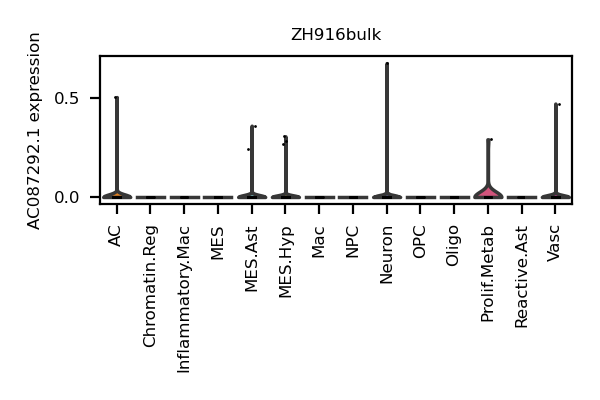 ZH916bulk
AC087292.1 expression
0.5
0.0
AC
Chromatin.Reg
Inflammatory.Mac
MES
MES.Ast
MES.Hyp
Mac
NPC
Neuron
OPC
Oligo
Prolif.Metab
Reactive.Ast
Vasc